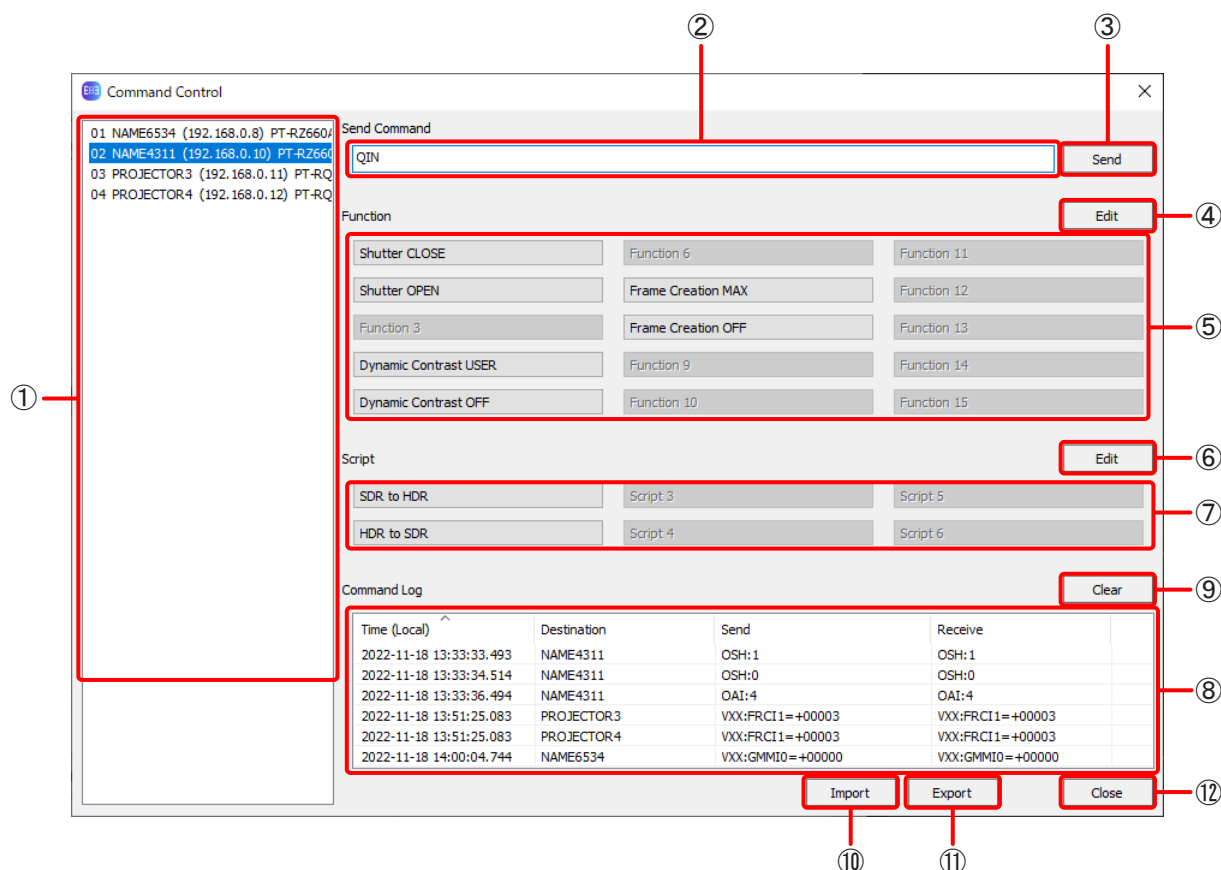 ② ③
Command Control
01 NAME6534 (192.168.0.8) PT-RZ660
02 NAME4311 (192.168.0.10) PT-RZ660
03 PROJECTOR3 (192.168.0.11) PT-RQ
04 PROJECTOR4 (192.168.0.12) PT-RQ
①
Send Command
QIN Send
Function Edit ④
Shutter CLOSE Function 6 Function 11
Shutter OPEN Frame Creation MAX Function 12
Function 3 Frame Creation OFF Function 13 ⑤
Dynamic Contrast USER Function 9 Function 14
Dynamic Contrast OFF Function 10 Function 15
Script Edit ⑥
SDR to HDR Script 3 Script 5 ⑦
HDR to SDR Script 4 Script 6
Command Log Clear ⑨
Time (Local) Destination Send Receive
2022-11-18 13:33:33.493 NAME4311 OSH:1 OSH:1
2022-11-18 13:33:34.514 NAME4311 OSH:0 OSH:0
2022-11-18 13:33:36.494 NAME4311 OAI:4 OAI:4 ⑧
2022-11-18 13:51:25.083 PROJECTOR3 VXX:FRCI1=+00003 VXX:FRCI1=+00003
2022-11-18 13:51:25.083 PROJECTOR4 VXX:FRCI1=+00003 VXX:FRCI1=+00003
2022-11-18 14:00:04.744 NAME6534 VXX:GMMI0=+00000 VXX:GMMI0=+00000
Import Export Close ⑫
⑩ ⑪